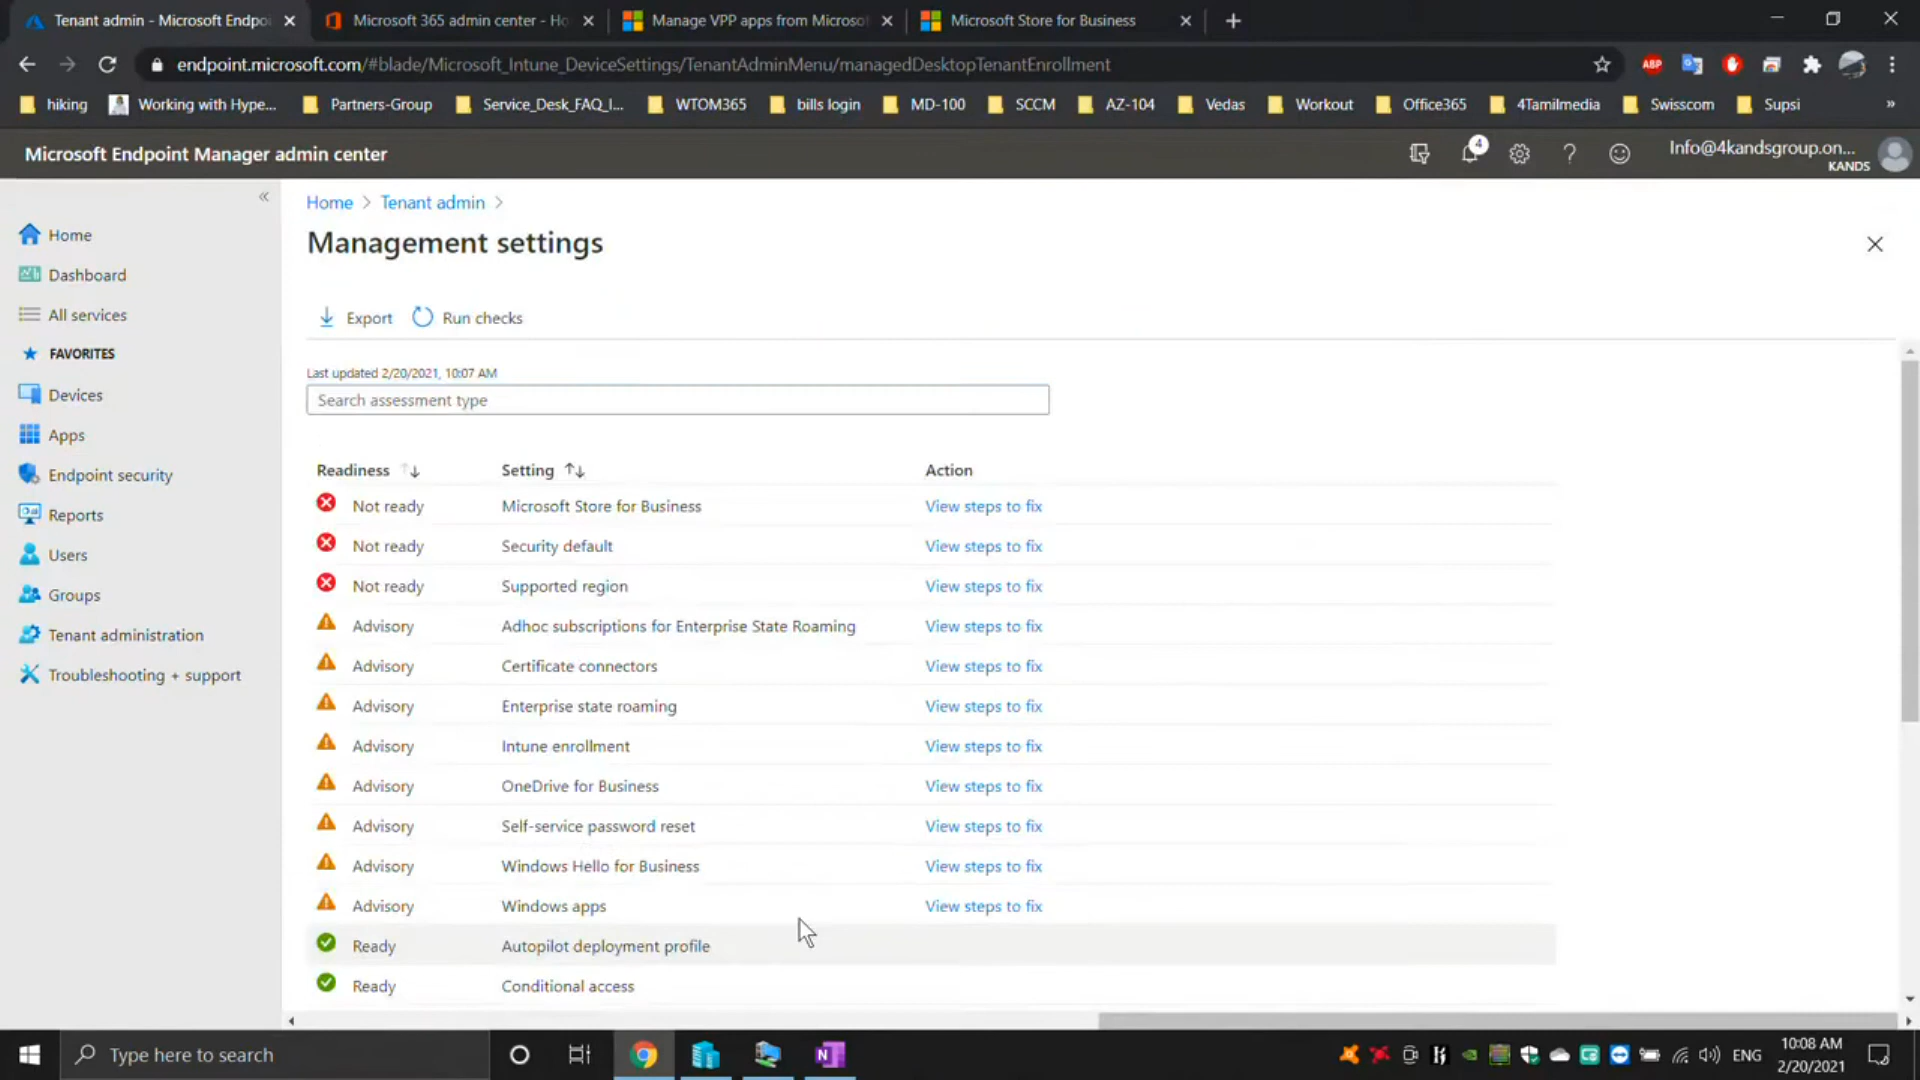 Tenant admin - Microsoft Endpoi
Microsoft 365 admin center - Ho
Manage VPP apps from Microsof
Microsoft Store for Business
endpoint.microsoft.com/#blade/Microsoft_Intune_DeviceSettings/TenantAdminMenu/managedDesktopTenantEnrollment
ABP
hiking
Working with Hype...
Partners-Group
Service_Desk_FAQ_I...
WTOM365
bills login
MD-100
SCCM
AZ-104
Vedas
Workout
Office365
4Tamilmedia
Swisscom
Supsi
»
Microsoft Endpoint Manager admin center
4
Info@4kandsgroup.on...
KANDS
«
Home
Dashboard
All services
FAVORITES
Devices
Apps
Endpoint security
Reports
Users
Groups
Tenant administration
Troubleshooting + support
Home > Tenant admin >
Management settings
Export
Run checks
Last updated 2/20/2021, 10:07 AM
Search assessment type
Readiness Setting Action
Not ready Microsoft Store for Business View steps to fix
Not ready Security default View steps to fix
Not ready Supported region View steps to fix
Advisory Adhoc subscriptions for Enterprise State Roaming View steps to fix
Advisory Certificate connectors View steps to fix
Advisory Enterprise state roaming View steps to fix
Advisory Intune enrollment View steps to fix
Advisory OneDrive for Business View steps to fix
Advisory Self-service password reset View steps to fix
Advisory Windows Hello for Business View steps to fix
Advisory Windows apps View steps to fix
Ready Autopilot deployment profile
Ready Conditional access
Type here to search
N
ENG
10:08 AM
2/20/2021